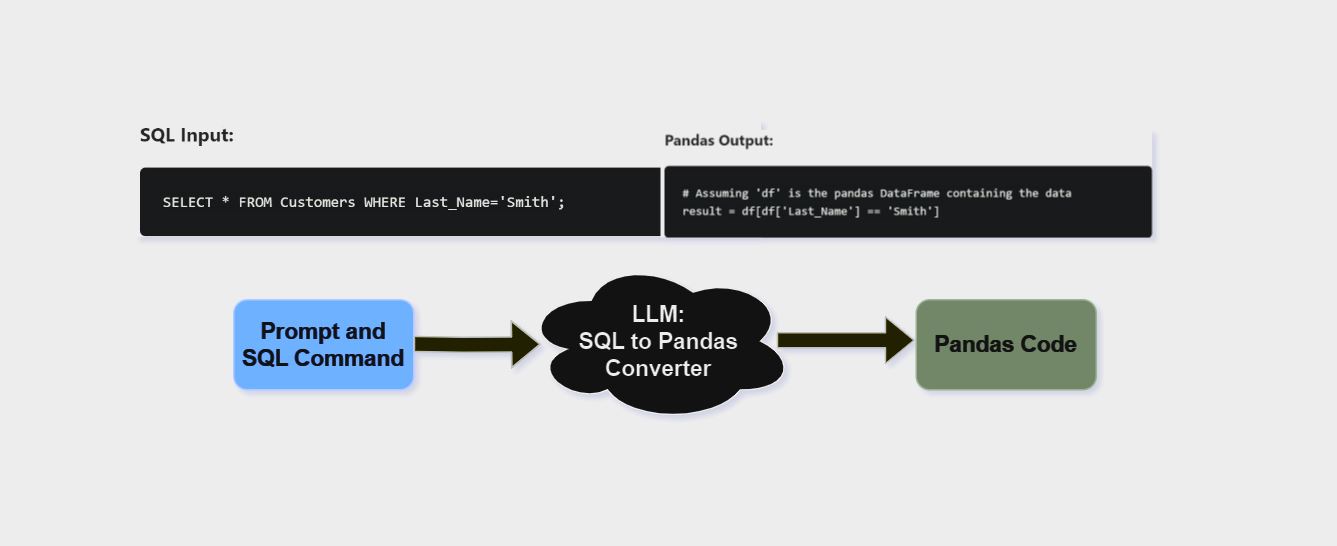 SQL Input:
SELECT * FROM Customers WHERE Last_Name='Smith';
Pandas Output:
# Assuming 'df' is the pandas DataFrame containing the data
result = df[df['Last_Name'] == 'Smith']
Prompt and
SQL Command
LLM:
SQL to Pandas
Converter
Pandas Code